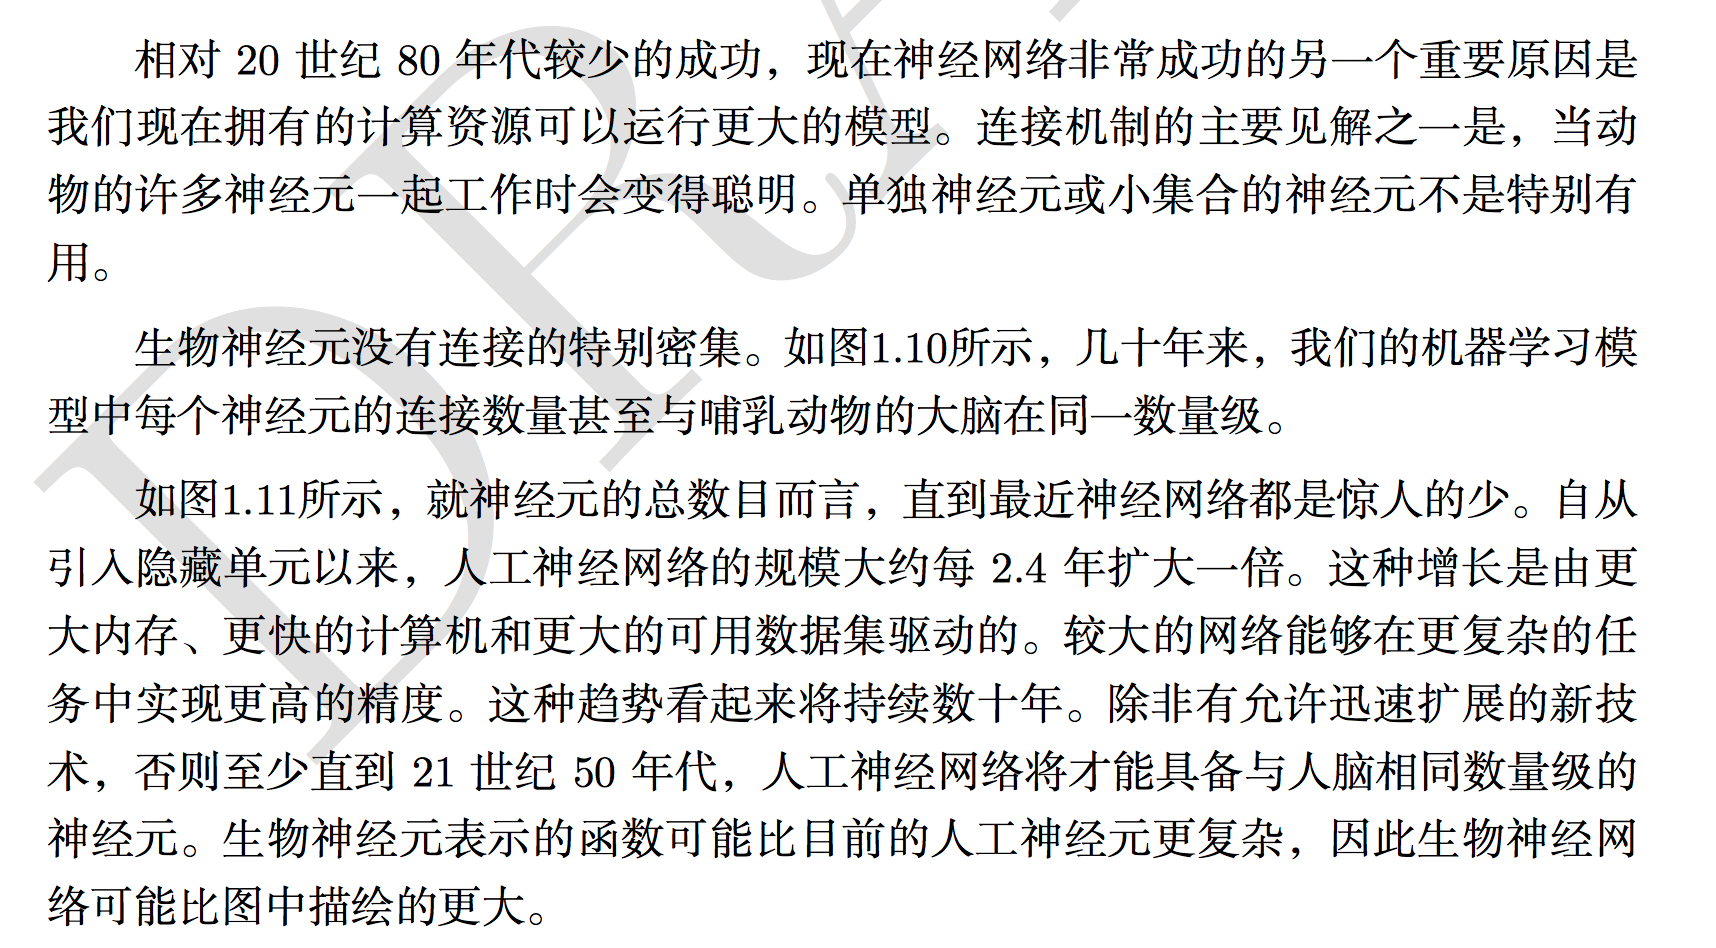 相对 20 世纪 80 年代较少的成功，现在神经网络非常成功的另一个重要原因是
我们现在拥有的计算资源可以运行更大的模型。连接机制的主要见解之一是，当动
物的许多神经元一起工作时会变得聪明。单独神经元或小集合的神经元不是特别有
用。
生物神经元没有连接的特别密集。如图1.10所示，几十年来，我们的机器学习模
型中每个神经元的连接数量甚至与哺乳动物的大脑在同一数量级。
如图1.11所示，就神经元的总数目而言，直到最近神经网络都是惊人的少。自从
引入隐藏单元以来，人工神经网络的规模大约每 2.4 年扩大一倍。这种增长是由更
大内存、更快的计算机和更大的可用数据集驱动的。较大的网络能够在更复杂的任
务中实现更高的精度。这种趋势看起来将持续数十年。除非有允许迅速扩展的新技
术，否则至少直到 21 世纪 50 年代，人工神经网络将才能具备与人脑相同数量级的
神经元。生物神经元表示的函数可能比目前的人工神经元更复杂，因此生物神经网
络可能比图中描绘的更大。
DRA